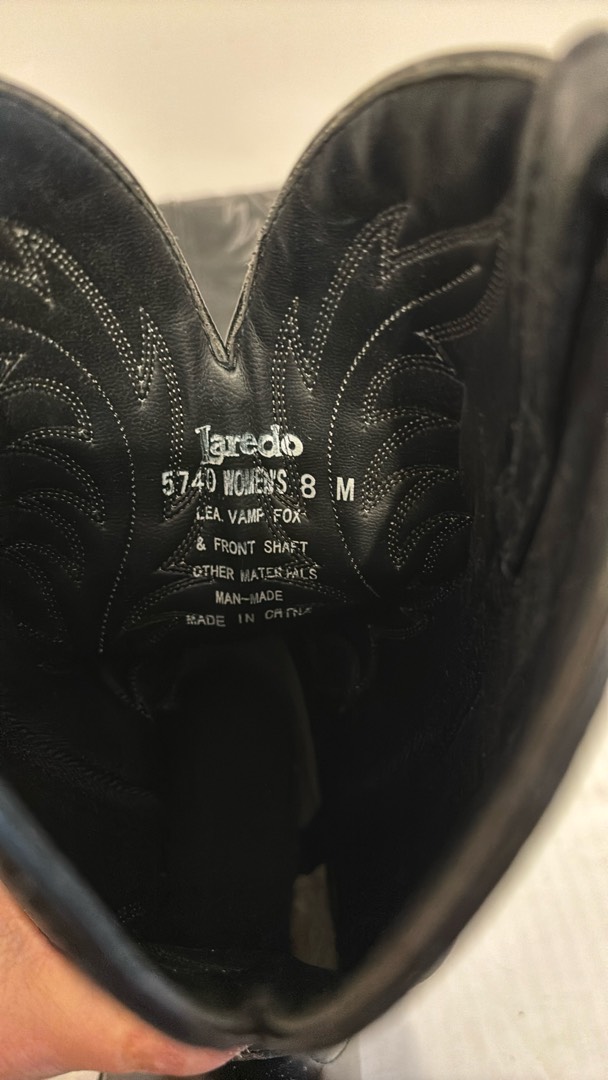 Laredo
5740 WOMEN'S 8 M
LEA. VAMP FOX
& FRONT SHAFT
OTHER MATERIALS
MAN-MADE
MADE IN CHINA